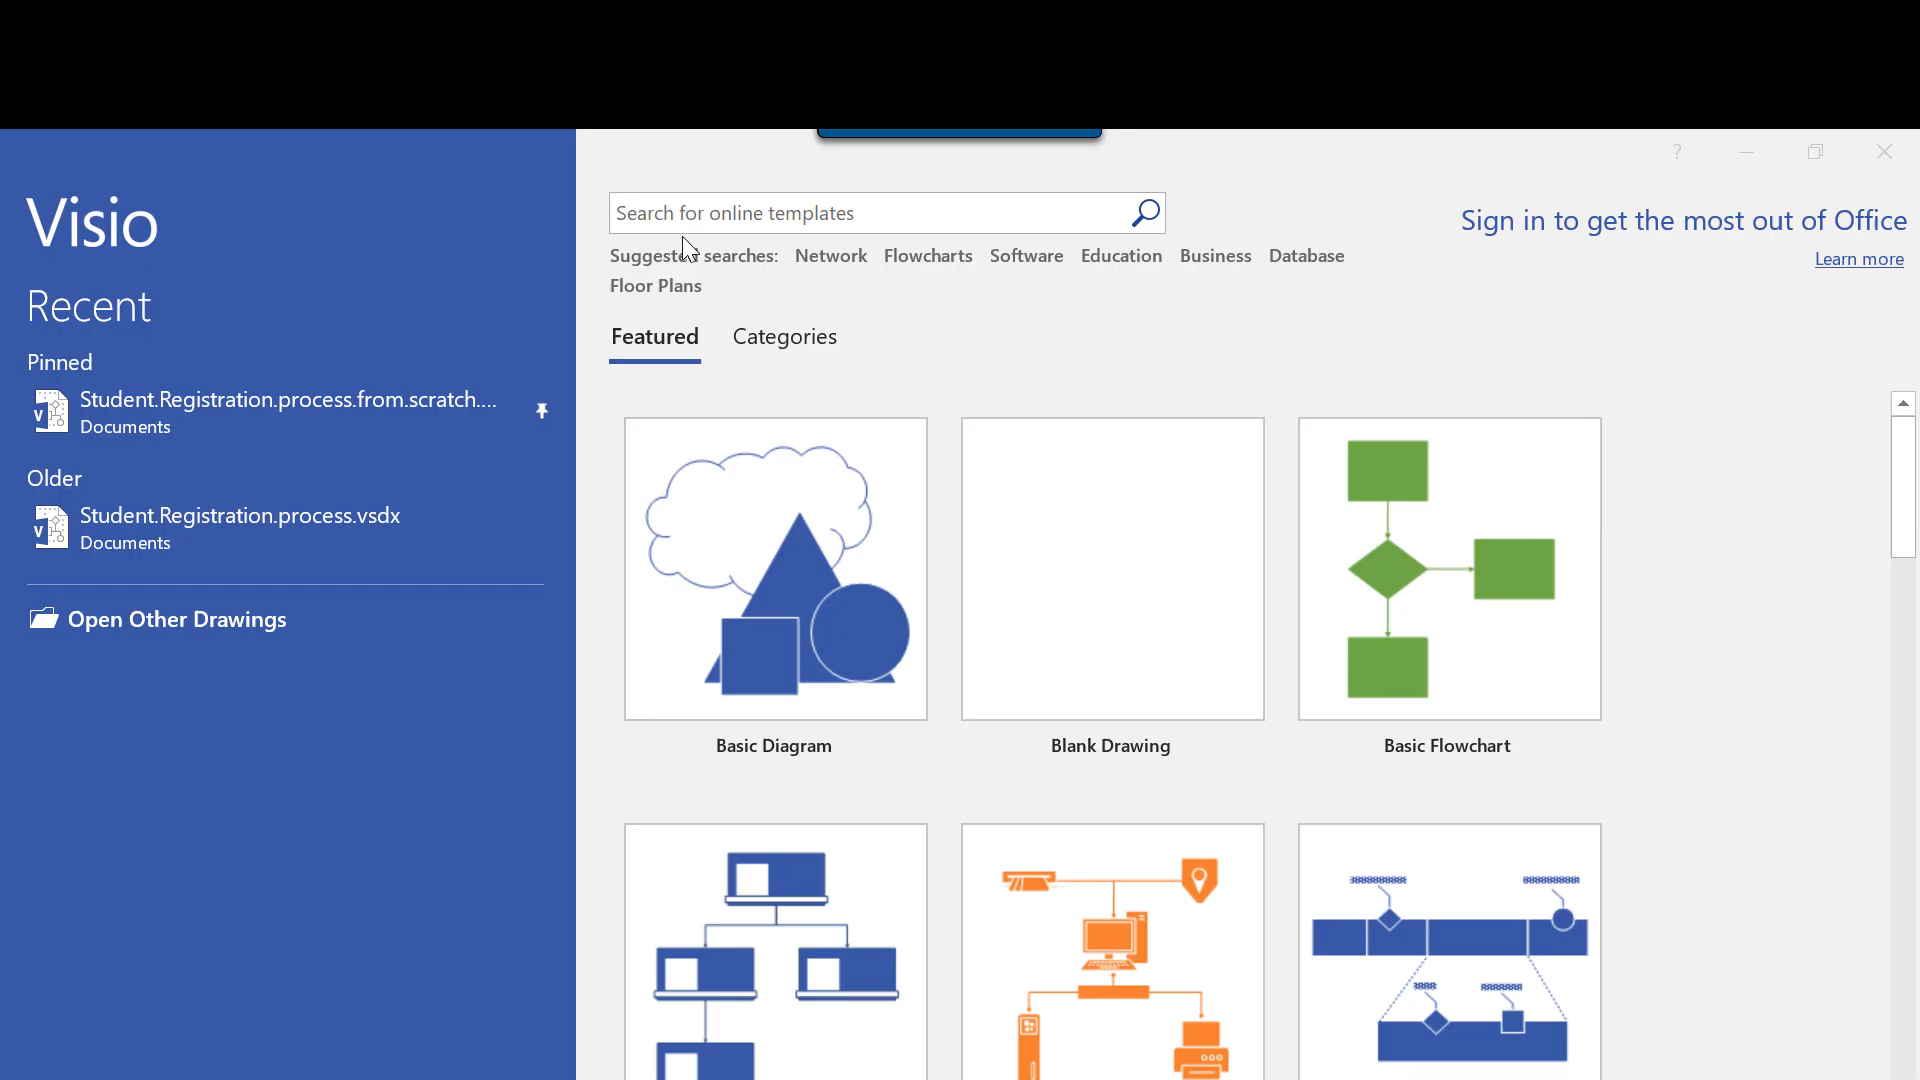 Visio
Recent
Pinned
Student.Registration.process.from.scratch....
Documents
Older
Student.Registration.process.vsdx
Documents
Open Other Drawings
Search for online templates
searches: Network Flowcharts Software Education Business Database
Floor Plans
Sign in to get the most out of Office
Learn more
Featured Categories
Basic Diagram Blank Drawing Basic Flowchart